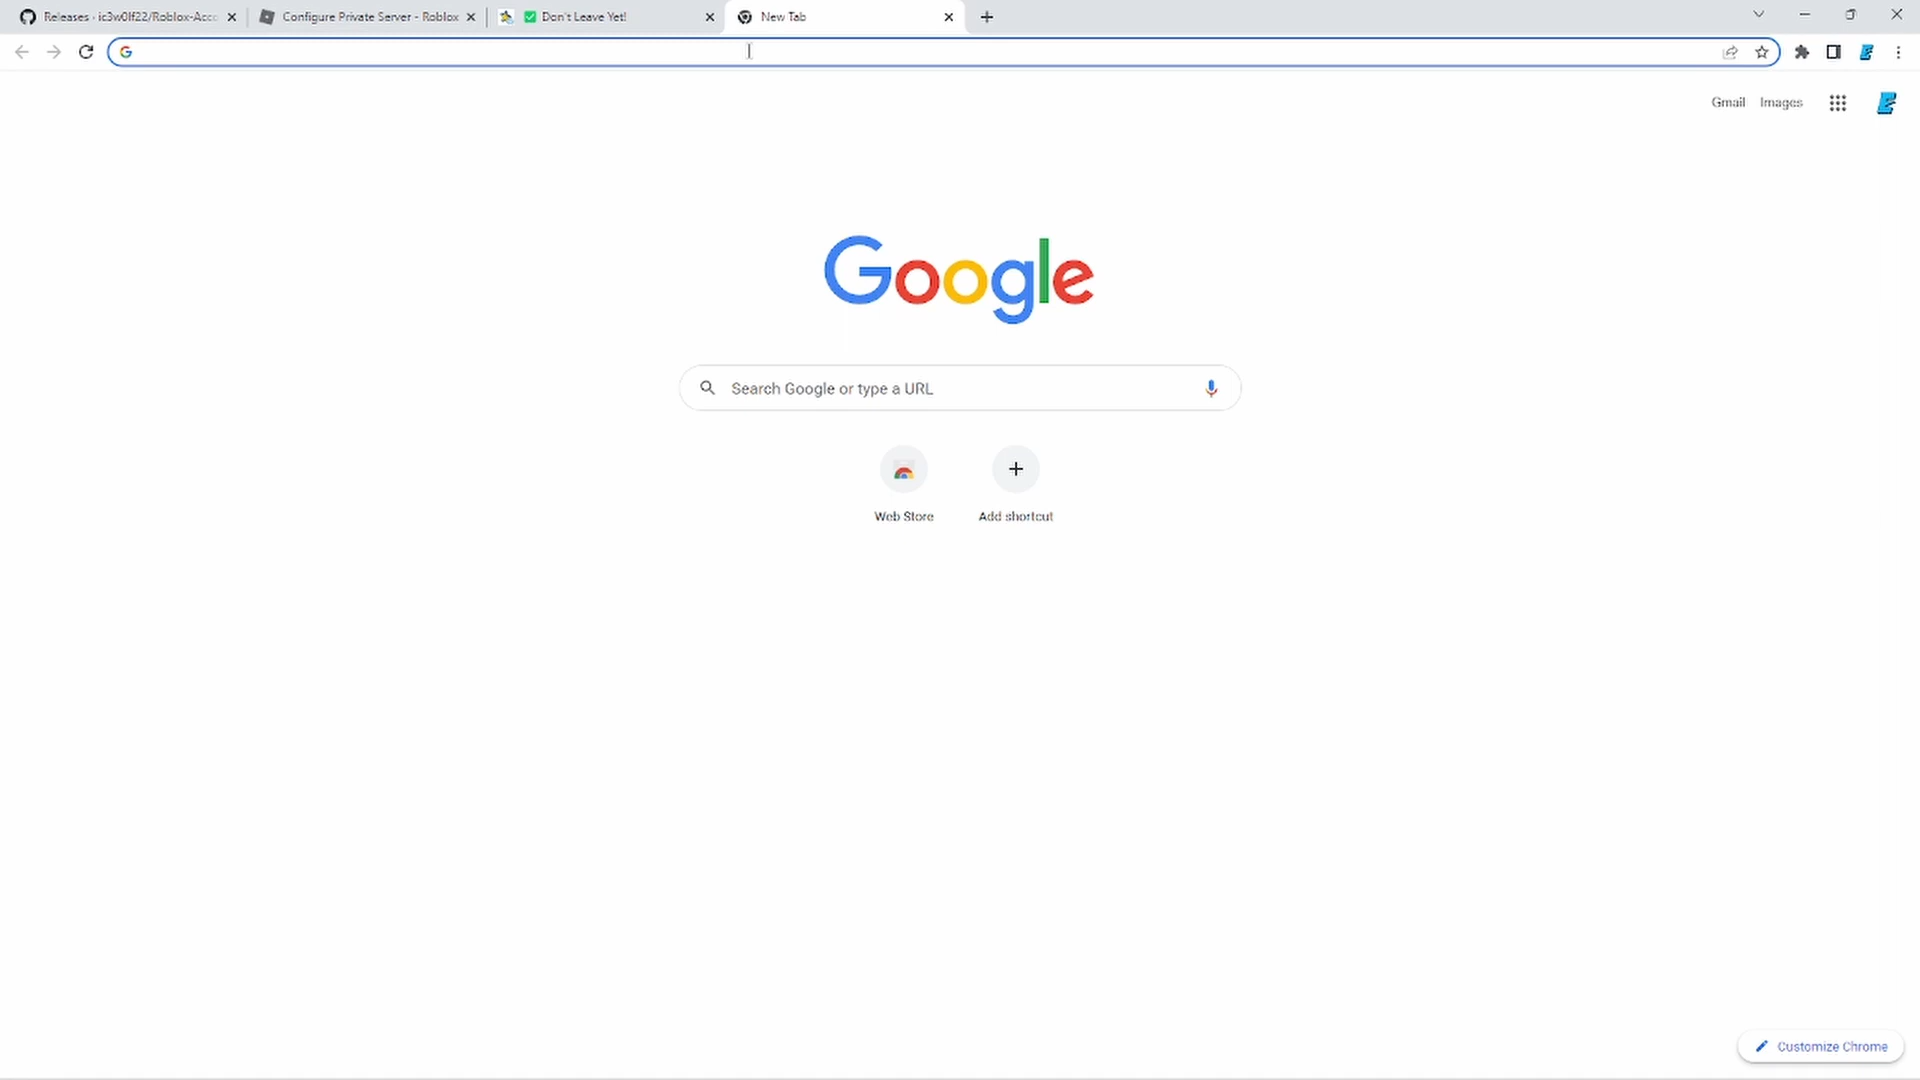 Releases · ic3w0lf22/Roblox-Acco
Configure Private Server - Roblox
✅ Don't Leave Yet!
New Tab
Gmail
Images
Google
Search Google or type a URL
Web Store
Add shortcut
Customize Chrome